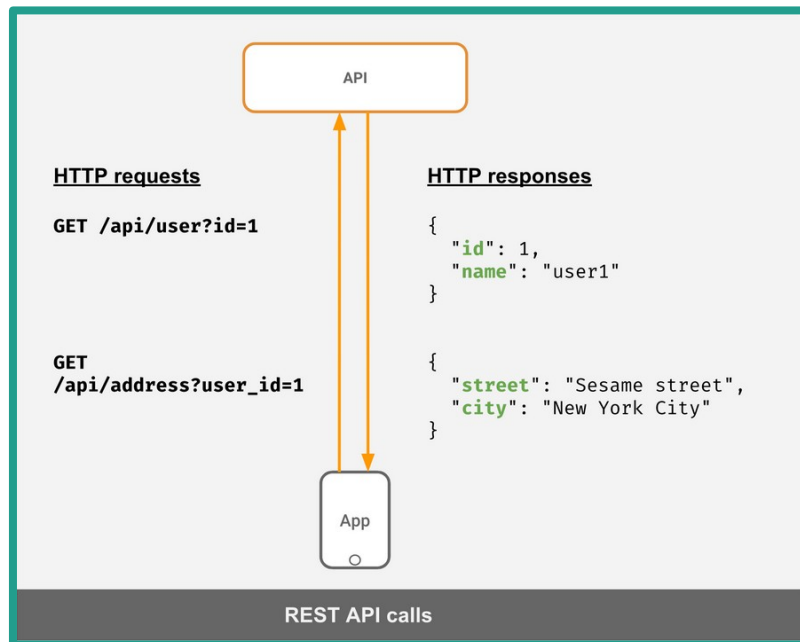 API
HTTP requests
GET /api/user?id=1
GET
/api/address?user_id=1
HTTP responses
{
"id": 1,
"name": "user1"
}
{
"street": "Sesame street",
"city": "New York City"
}
App
REST API calls